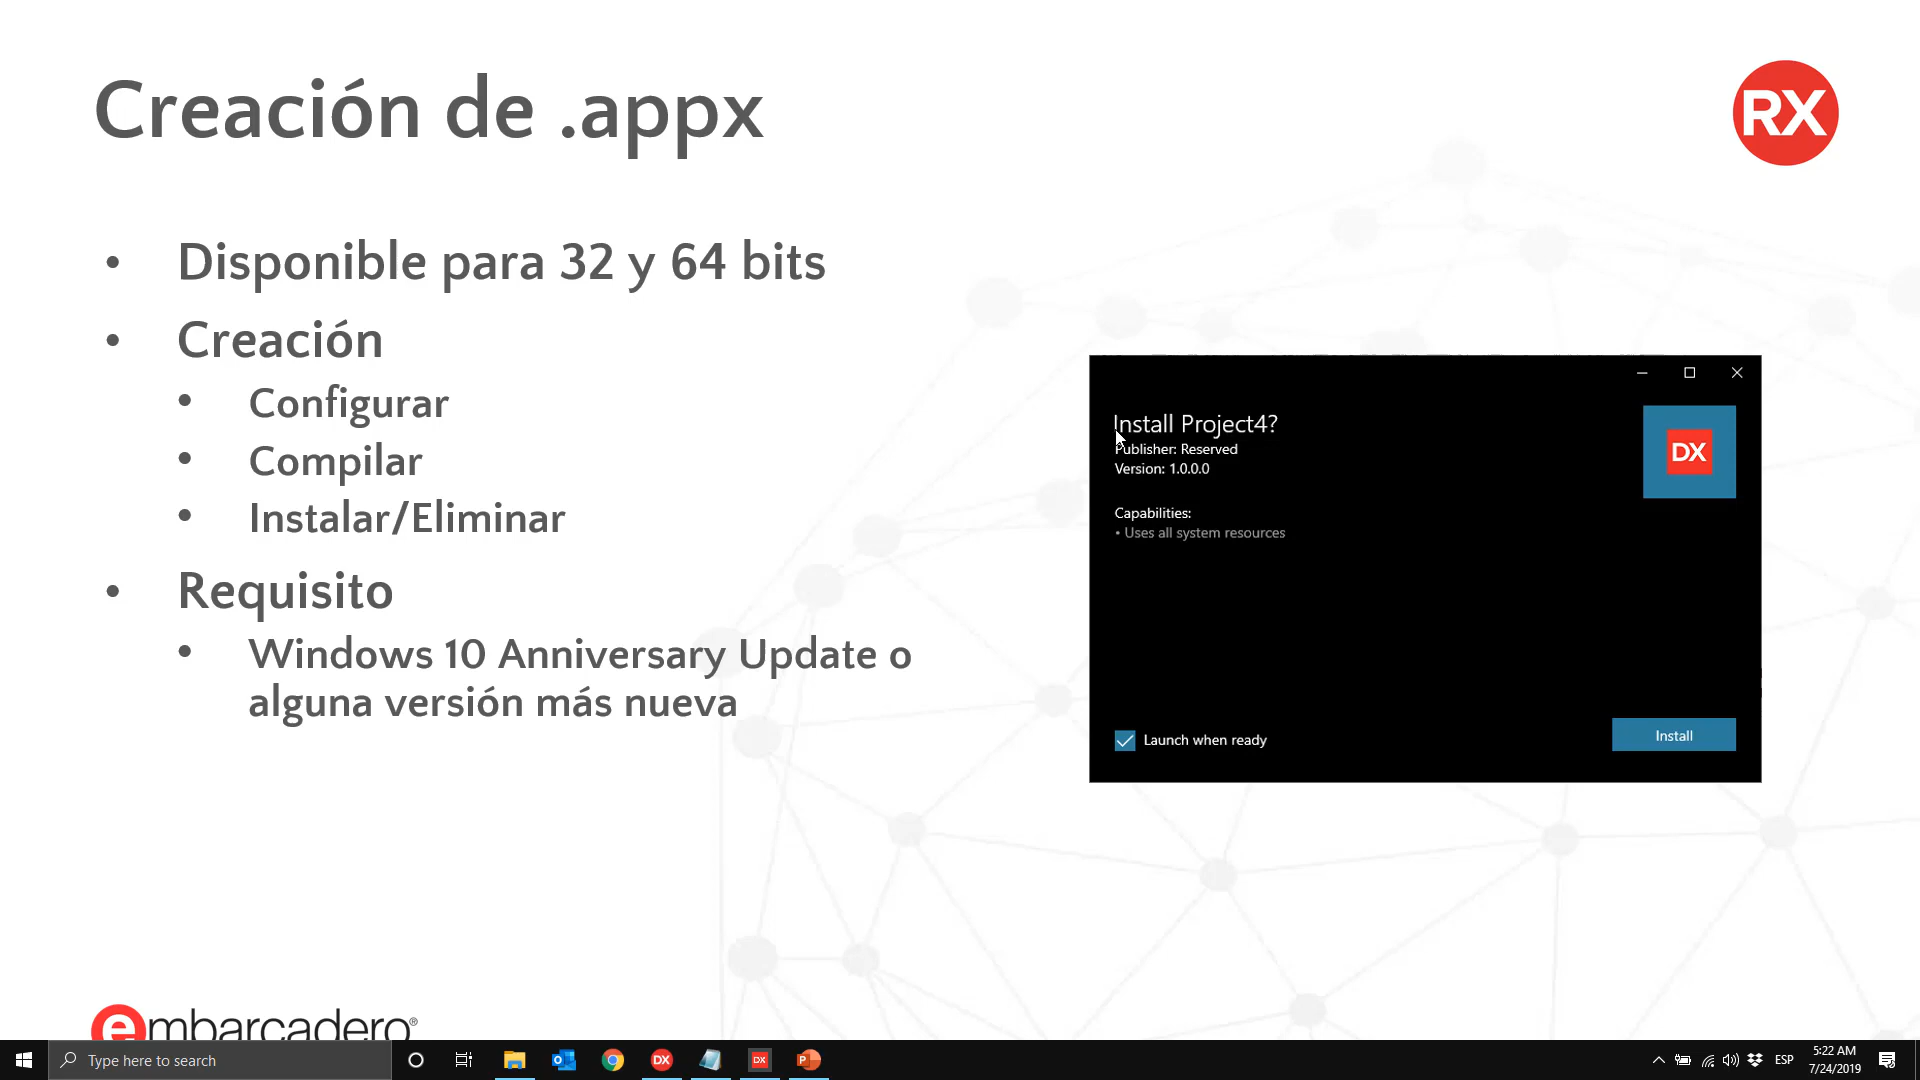 Creación de .appx
RX
• Disponible para 32 y 64 bits
• Creación
• Configurar
• Compilar
• Instalar/Eliminar
• Requisito
• Windows 10 Anniversary Update o
alguna versión más nueva
Install Project4?
Publisher: Reserved
Version: 1.0.0.0
DX
Capabilities:
• Uses all system resources
Launch when ready
Install
embarcadero®
Type here to search
DX
DX
P
ESP
5:22 AM
7/24/2019